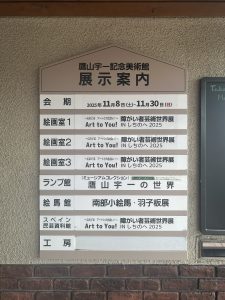 鷹山宇一記念美術館
展示案内
会期 2025年11月8日(土)~11月30日(日)
絵画室1 Art to You! 障がい者芸術世界展 IN しちのへ 2025
絵画室2 Art to You! 障がい者芸術世界展 IN しちのへ 2025
絵画室3 Art to You! 障がい者芸術世界展 IN しちのへ 2025
ランプ館 [ミュージアムコレクション] 鷹山宇一の世界
絵馬館 南部小絵馬・羽子板展
スペイン民芸資料館 Art to You! 障がい者芸術世界展 IN しちのへ 2025
工房